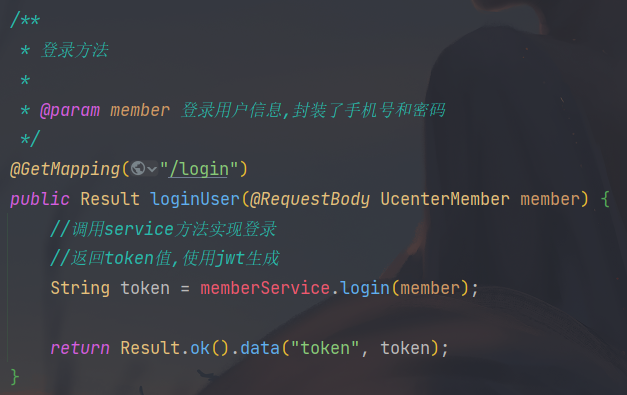 /**
 * 登录方法
 *
 * @param member 登录用户信息,封装了手机号和密码
 */
@GetMapping("/login")
public Result loginUser(@RequestBody UcenterMember member) {
    //调用service方法实现登录
    //返回token值,使用jwt生成
    String token = memberService.login(member);

    return Result.ok().data("token", token);
}